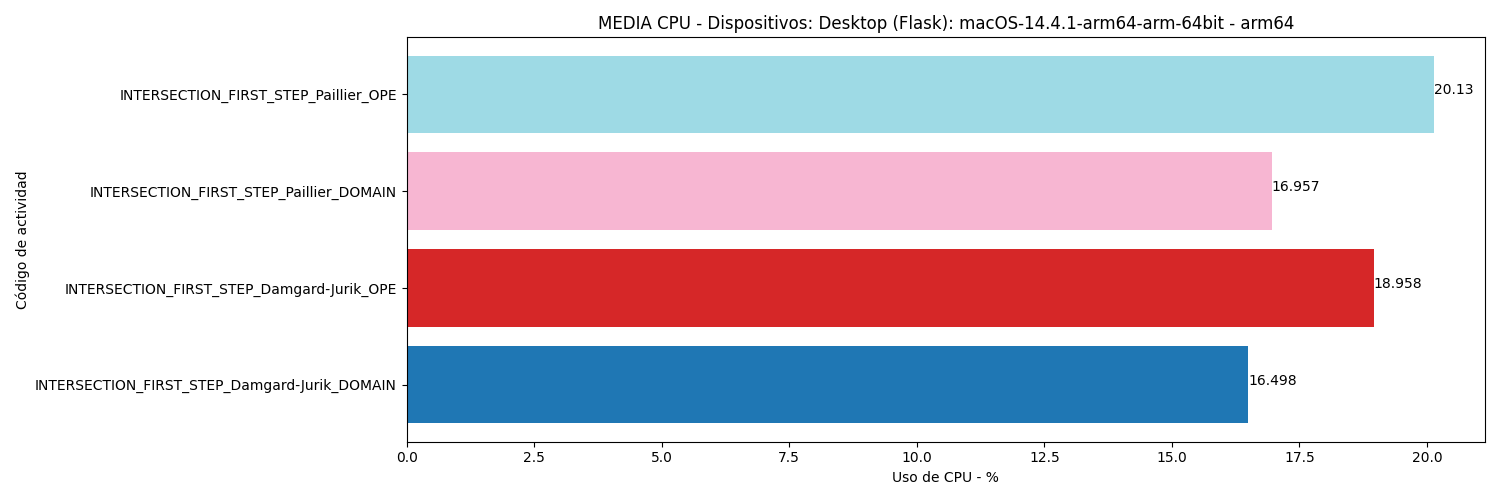 MEDIA CPU - Dispositivos: Desktop (Flask): macOS-14.4.1-arm64-arm-64bit - arm64
Código de actividad
INTERSECTION_FIRST_STEP_Paillier_OPE
20.13
INTERSECTION_FIRST_STEP_Paillier_DOMAIN
16.957
INTERSECTION_FIRST_STEP_Damgard-Jurik_OPE
18.958
INTERSECTION_FIRST_STEP_Damgard-Jurik_DOMAIN
16.498
0.0 2.5 5.0 7.5 10.0 12.5 15.0 17.5 20.0
Uso de CPU - %